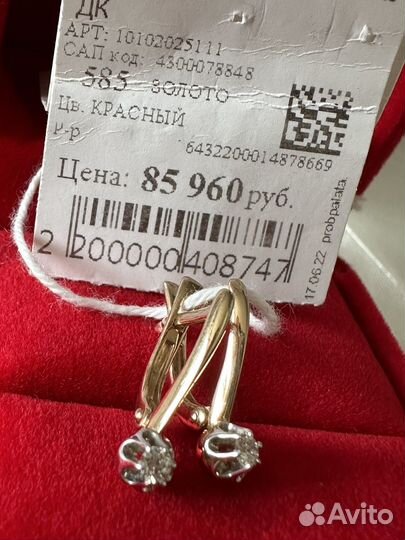 ДК
АРТ: 10102025111
САП код: 4300078848
585 золото
Цв. КРАСНЫЙ
Р-р
6432200014878669
Цена: 85 960 руб.
2 200000 408747
17.06.22 probpalata.
Avito